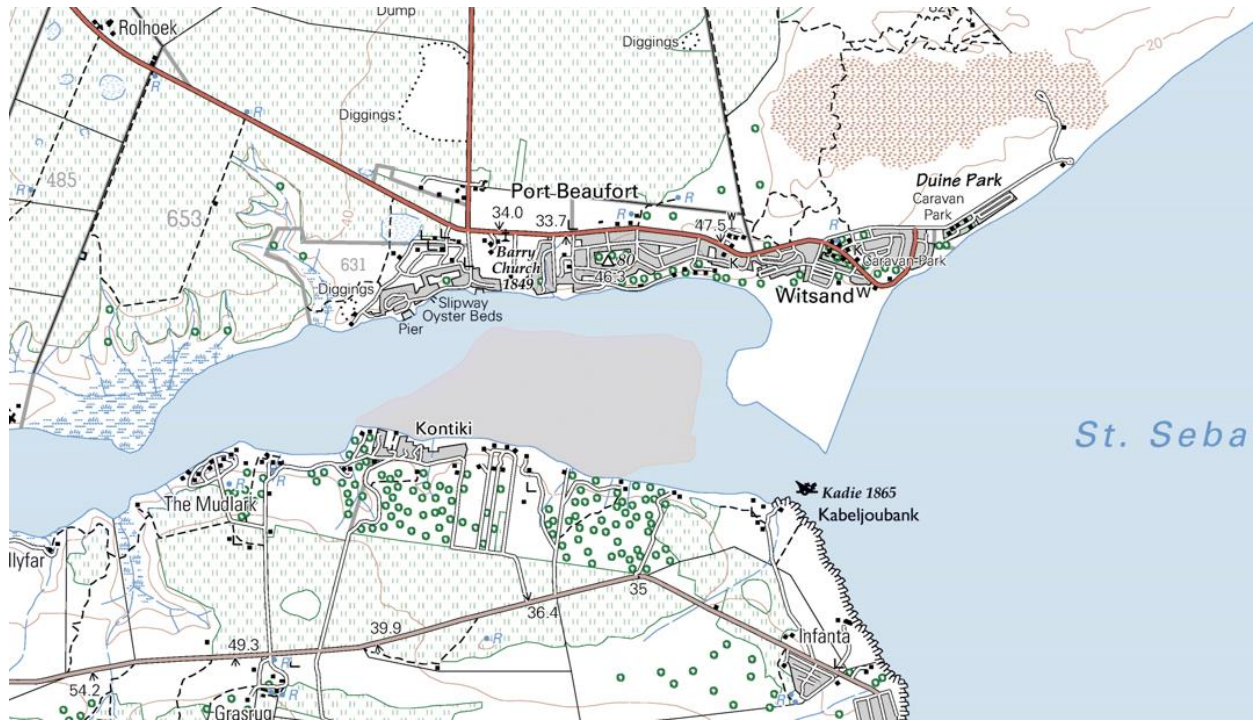 Dump
Rolhoek
R
R
Diggings
82
20
Diggings
R
485
653
40
631
Diggings
Port Beaufort
34.0
33.7
47.5
R
R
Barry
Church
1849
80
46.3
Duine Park
Caravan
Park
K
K
Caravan Park
Witsand
W
Slipway
Oyster Beds
Pier
Kontiki
St. Seba
Kadie 1865
Kabeljoubank
The Mudlark
R
R
llyfar
36.4
35
39.9
49.3
R
R
54.2
Grasrug
R
Infanta
R